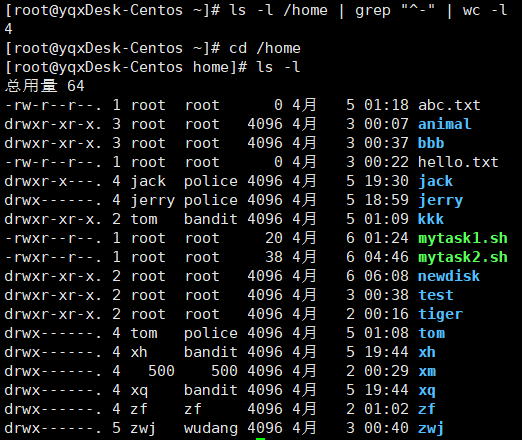 [root@yqxDesk-Centos ~]# ls -l /home | grep "^-" | wc -l
4
[root@yqxDesk-Centos ~]# cd /home
[root@yqxDesk-Centos home]# ls -l
总用量 64
-rw-r--r--. 1 root  root      0 4月   5 01:18 abc.txt
drwxr-xr-x. 3 root  root   4096 4月   3 00:07 animal
drwxr-xr-x. 3 root  root   4096 4月   3 00:37 bbb
-rw-r--r--. 1 root  root      0 4月   3 00:22 hello.txt
drwxr-x---. 4 jack  police 4096 4月   5 19:30 jack
drwx------. 4 jerry police 4096 4月   5 18:59 jerry
drwxr-xr-x. 2 tom   bandit 4096 4月   5 01:09 kkk
-rwxr--r--. 1 root  root     20 4月   6 01:24 mytask1.sh
-rwxr--r--. 1 root  root     38 4月   6 04:46 mytask2.sh
drwxr-xr-x. 2 root  root   4096 4月   6 06:08 newdisk
drwxr-xr-x. 2 root  root   4096 4月   3 00:38 test
drwxr-xr-x. 2 root  root   4096 4月   2 00:16 tiger
drwx------. 4 tom   police 4096 4月   5 01:08 tom
drwx------. 4 xh    bandit 4096 4月   5 19:44 xh
drwx------. 4   500    500 4096 4月   2 00:29 xm
drwx------. 4 xq    bandit 4096 4月   5 19:44 xq
drwx------. 4 zf    zf     4096 4月   2 01:02 zf
drwx------. 5 zwj   wudang 4096 4月   3 00:40 zwj